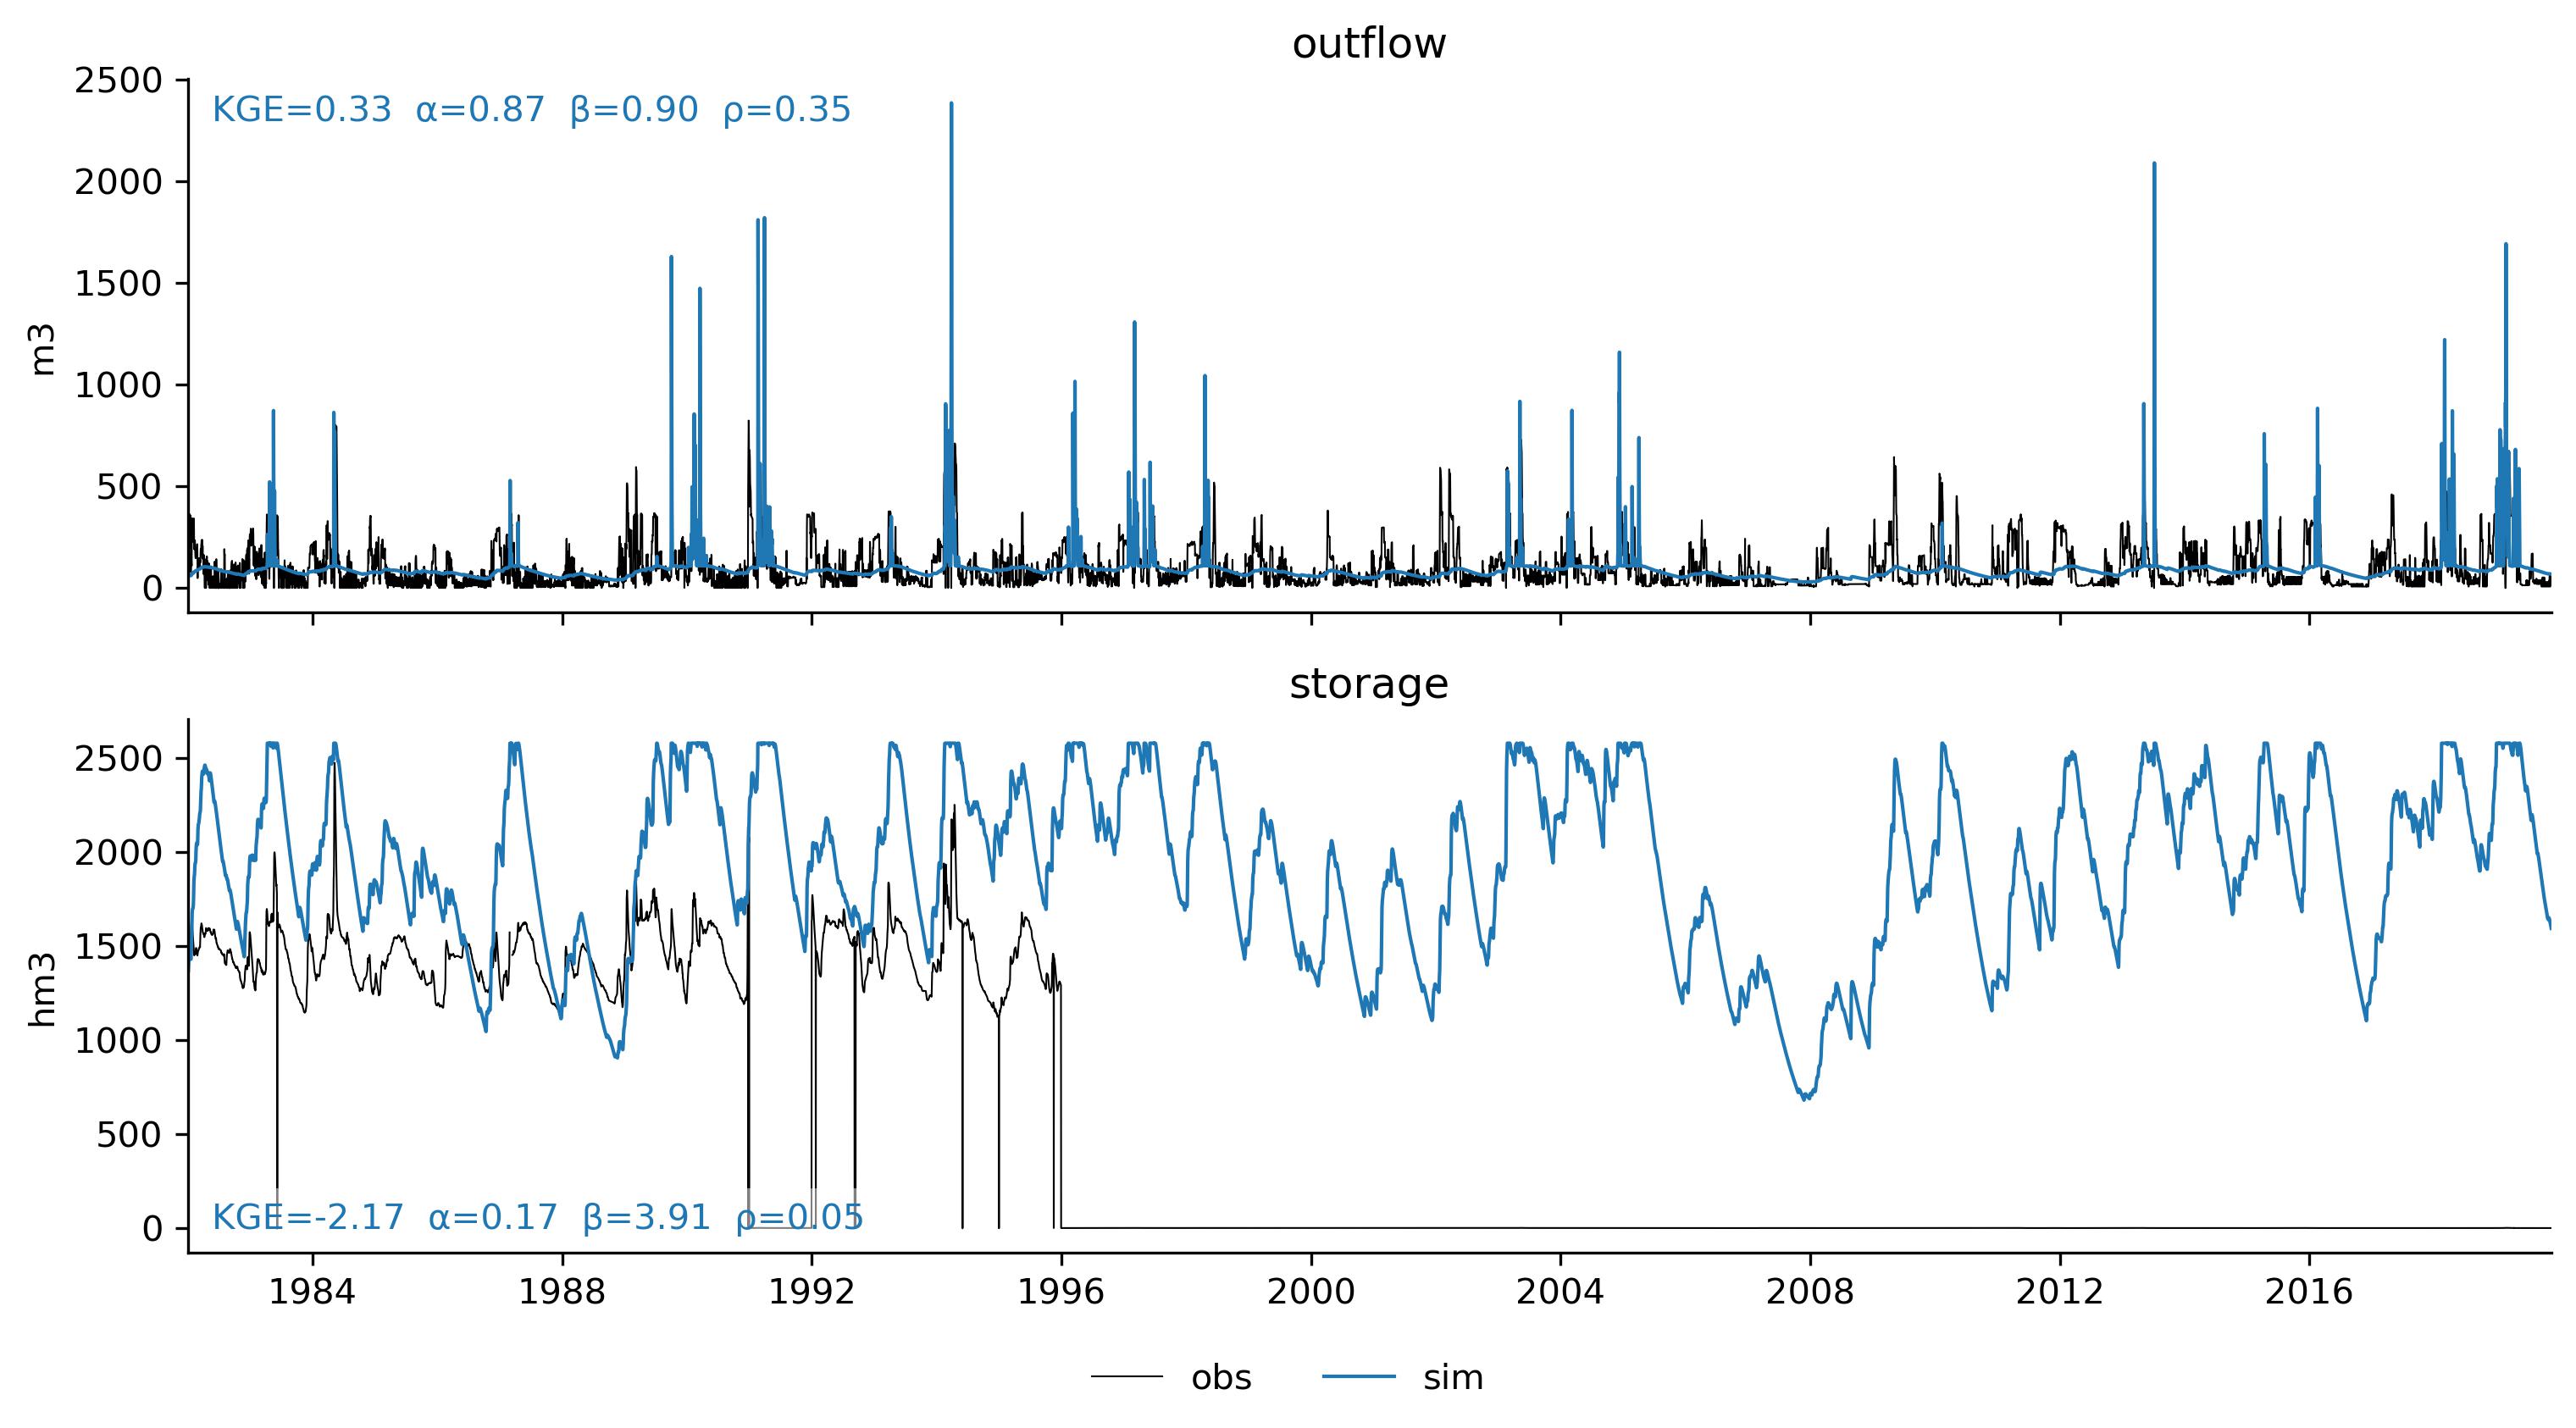 outflow
2500
KGE=0.33 α=0.87 β=0.90 ρ=0.35
2000
1500
m3
1000
500
0
storage
2500
2000
1500
hm3
1000
500
KGE=-2.17 α=0.17 β=3.91 ρ=0.05
0
1984 1988 1992 1996 2000 2004 2008 2012 2016
obs sim